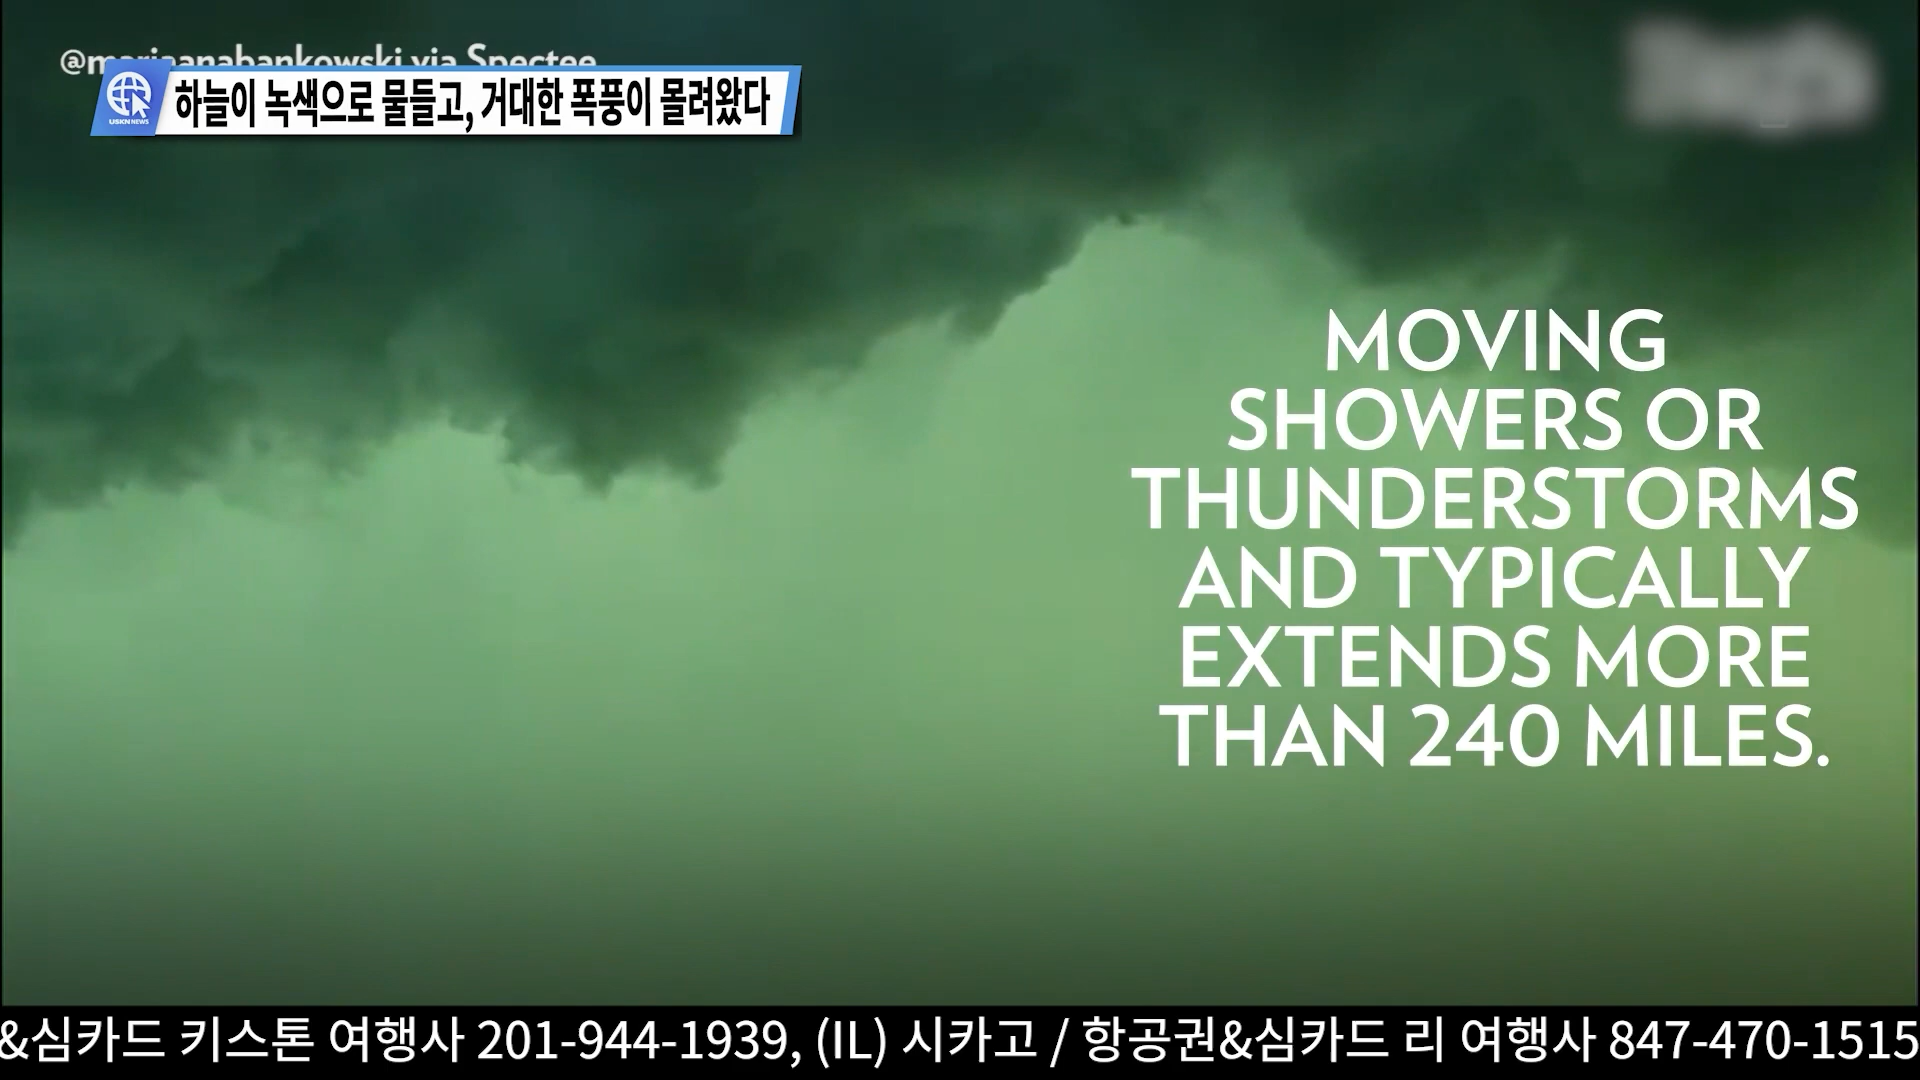 via Spectee
USKN NEWS
하늘이 녹색으로 물들고, 거대한 폭풍이 몰려왔다
MOVING
SHOWERS OR
THUNDERSTORMS
AND TYPICALLY
EXTENDS MORE
THAN 240 MILES.
&심카드 키스톤 여행사 201-944-1939, (IL) 시카고 / 항공권&심카드 리 여행사 847-470-1515